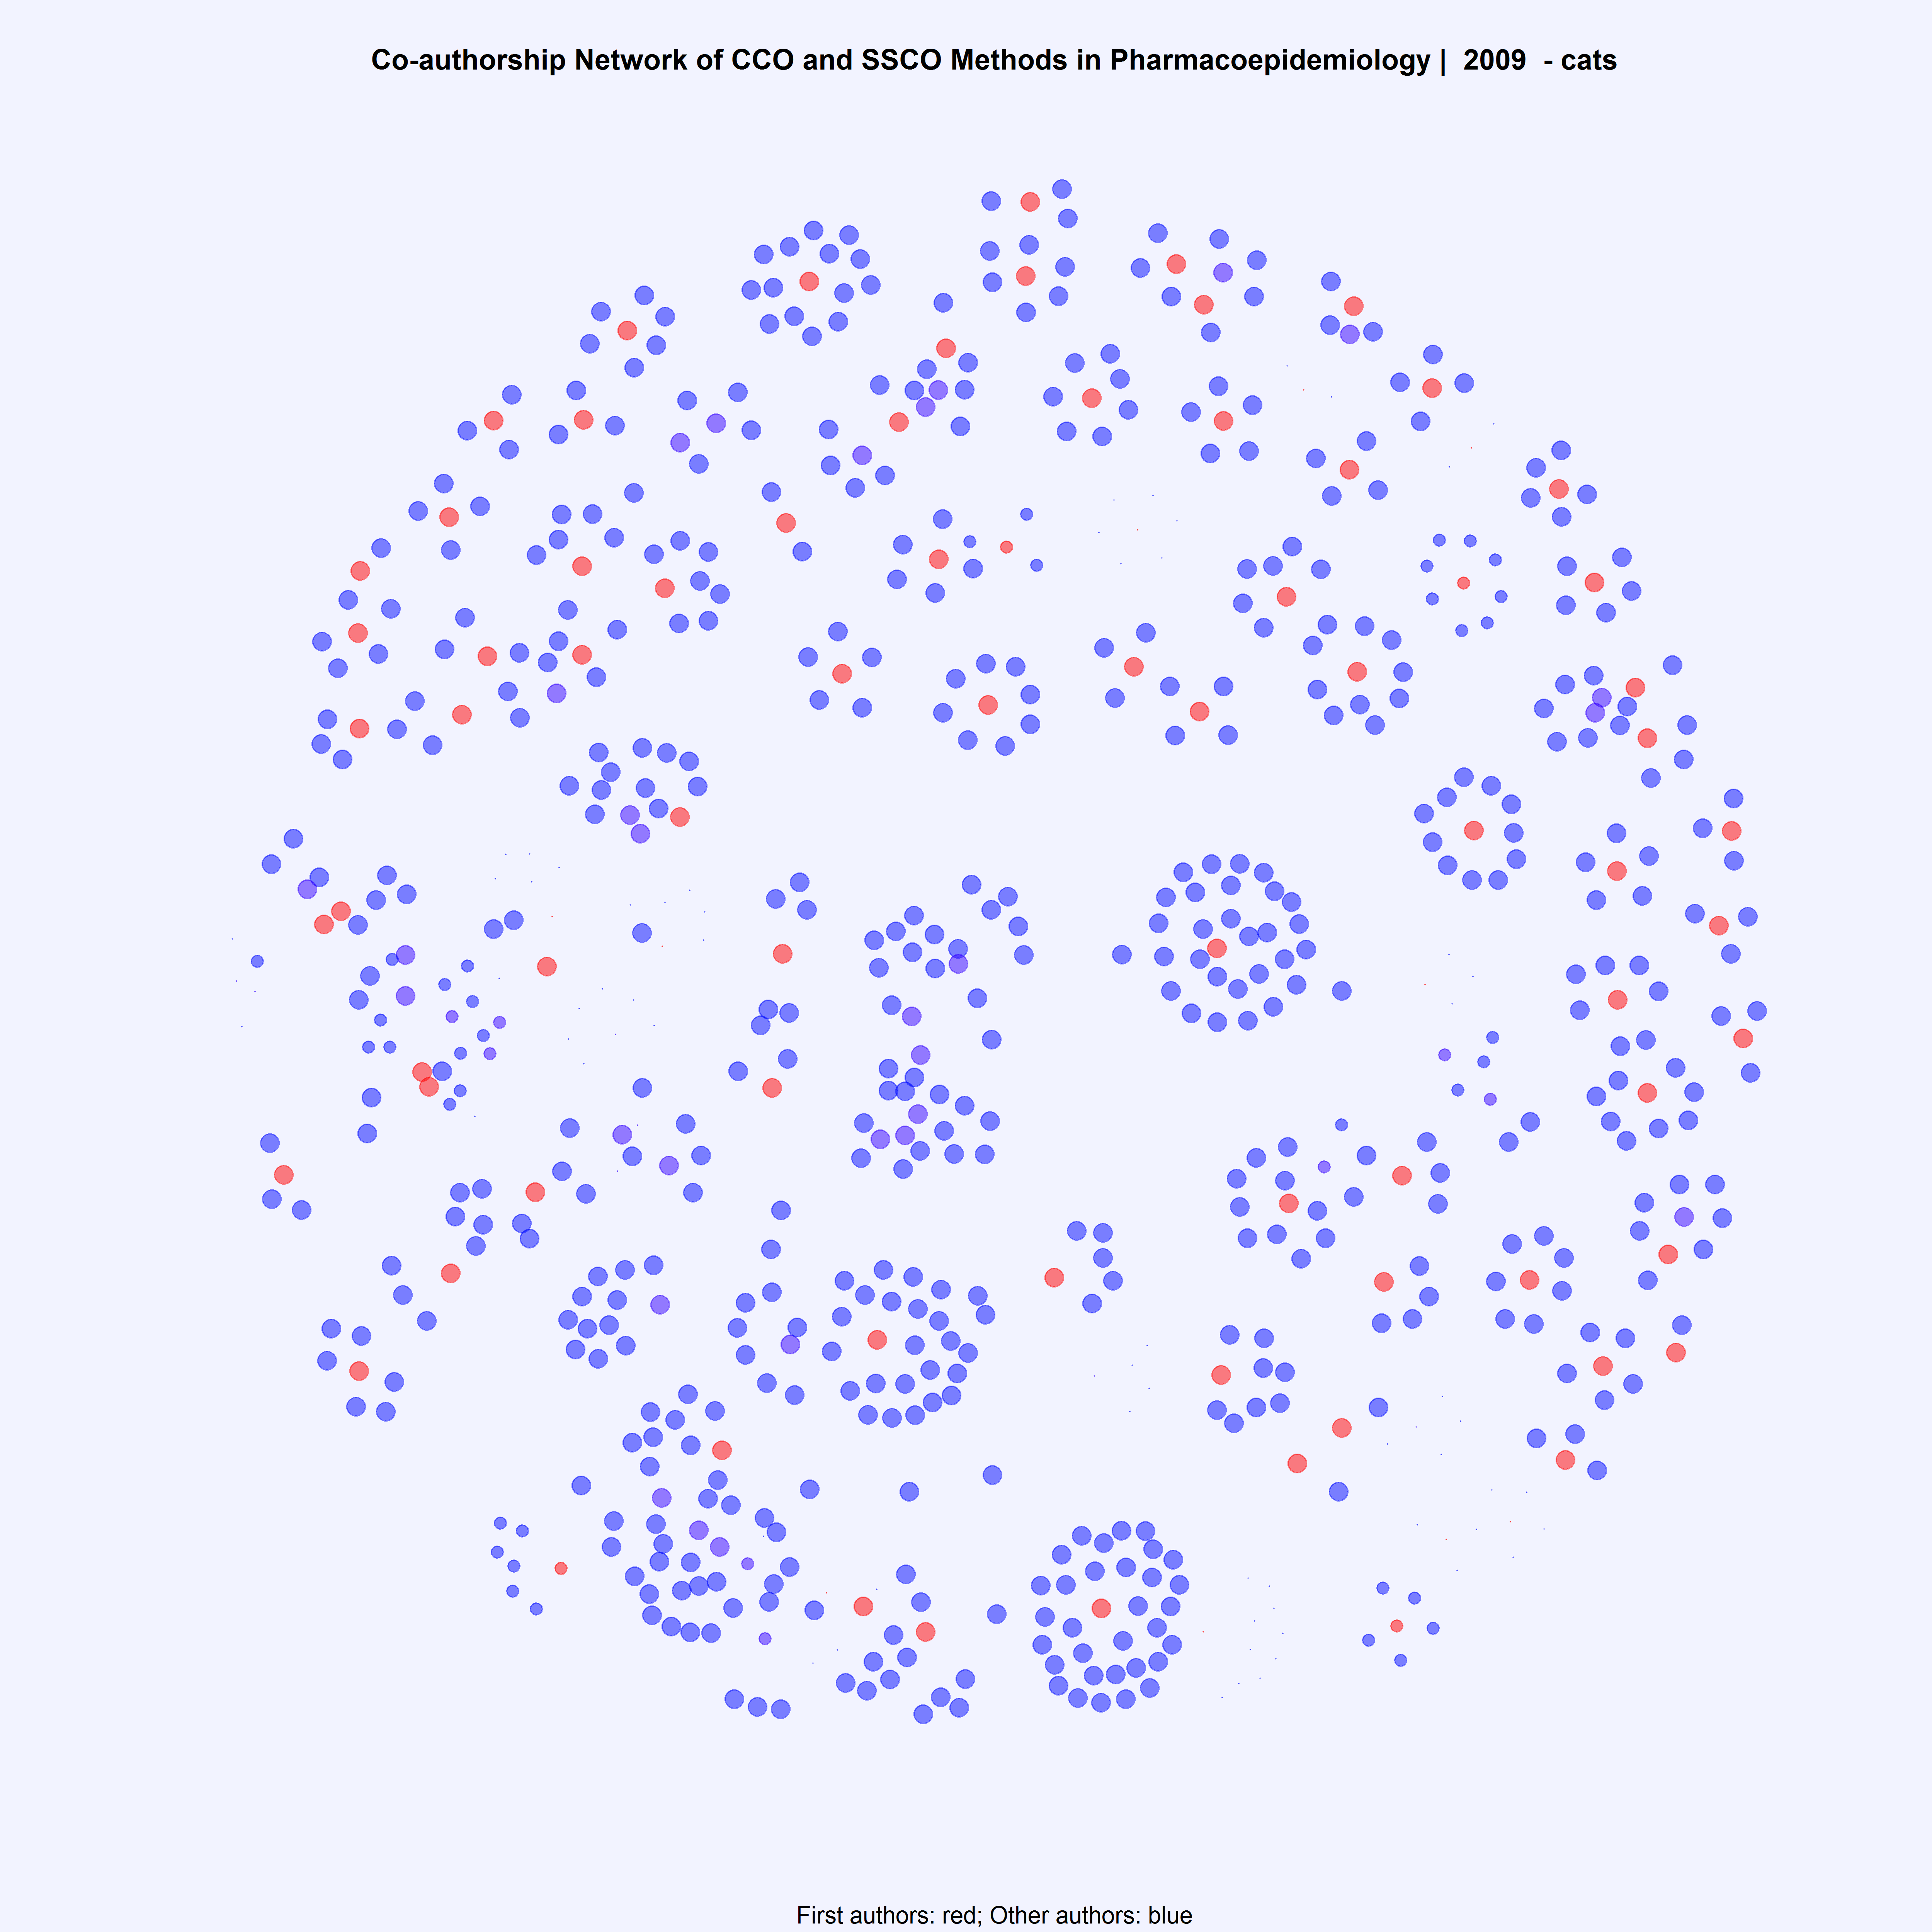 Co-authorship Network of CCO and SSCO Methods in Pharmacoepidemiology | 2009 - cats
First authors: red; Other authors: blue